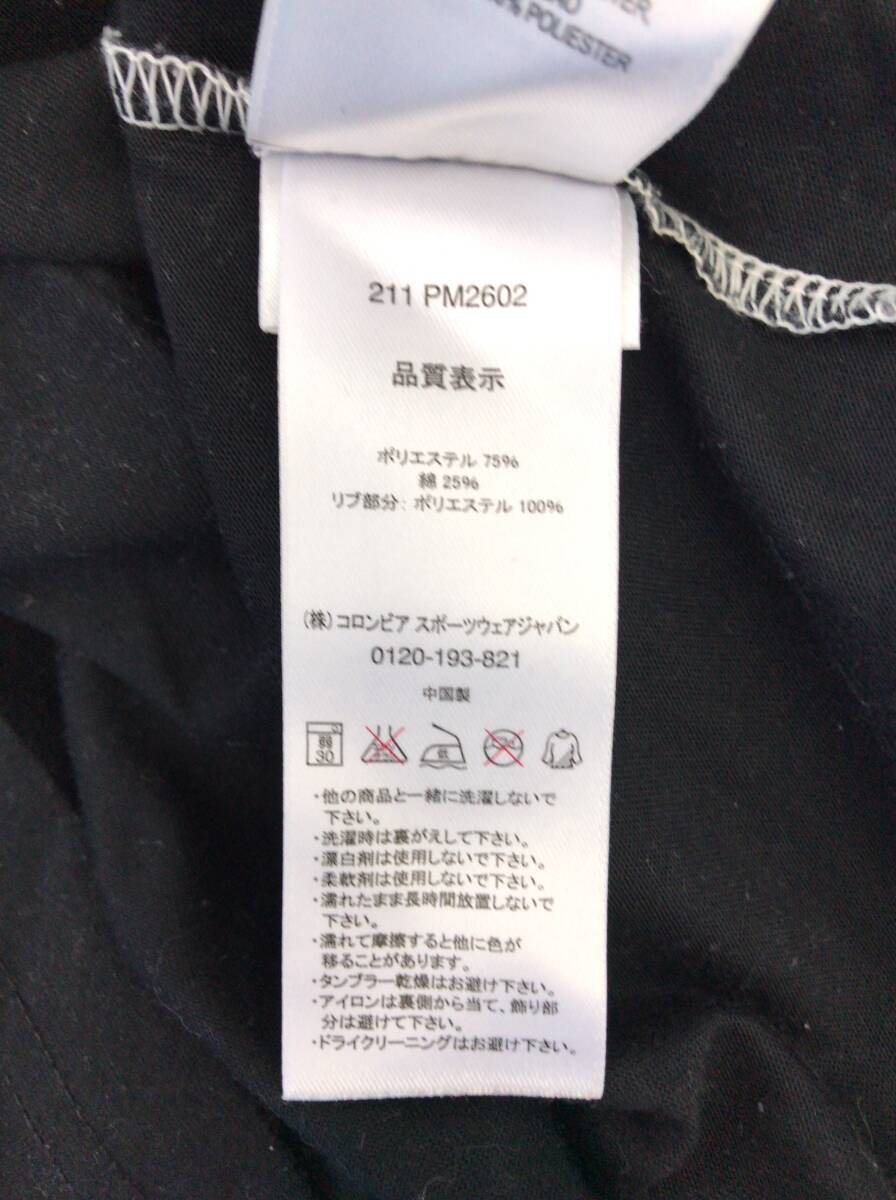 % POLIESTER
211 PM2602
品質表示
ポリエステル 75%
綿 25%
リブ部分: ポリエステル 100%
(株)コロンビア スポーツウェアジャパン
0120-193-821
中国製
弱
30
低
・他の商品と一緒に洗濯しないで
下さい。
・洗濯時は裏がえして下さい。
・漂白剤は使用しないで下さい。
・柔軟剤は使用しないで下さい。
・濡れたまま長時間放置しないで
下さい。
・濡れて摩擦すると他に色が
移ることがあります。
・タンブラー乾燥はお避け下さい。
・アイロンは裏側から当て、飾り部
分は避けて下さい。
・ドライクリーニングはお避け下さい。